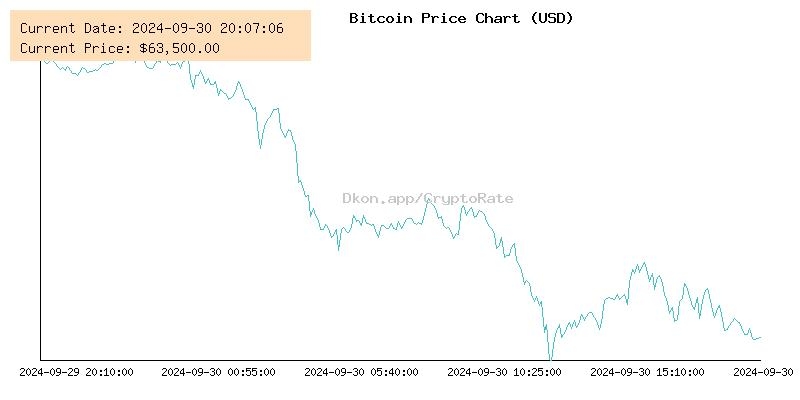 Bitcoin Price Chart (USD)
Current Date: 2024-09-30 20:07:06
Current Price: $63,500.00
Dkon.app/CryptoRate
2024-09-29 20:10:00 2024-09-30 00:55:00 2024-09-30 05:40:00 2024-09-30 10:25:00 2024-09-30 15:10:00 2024-09-30